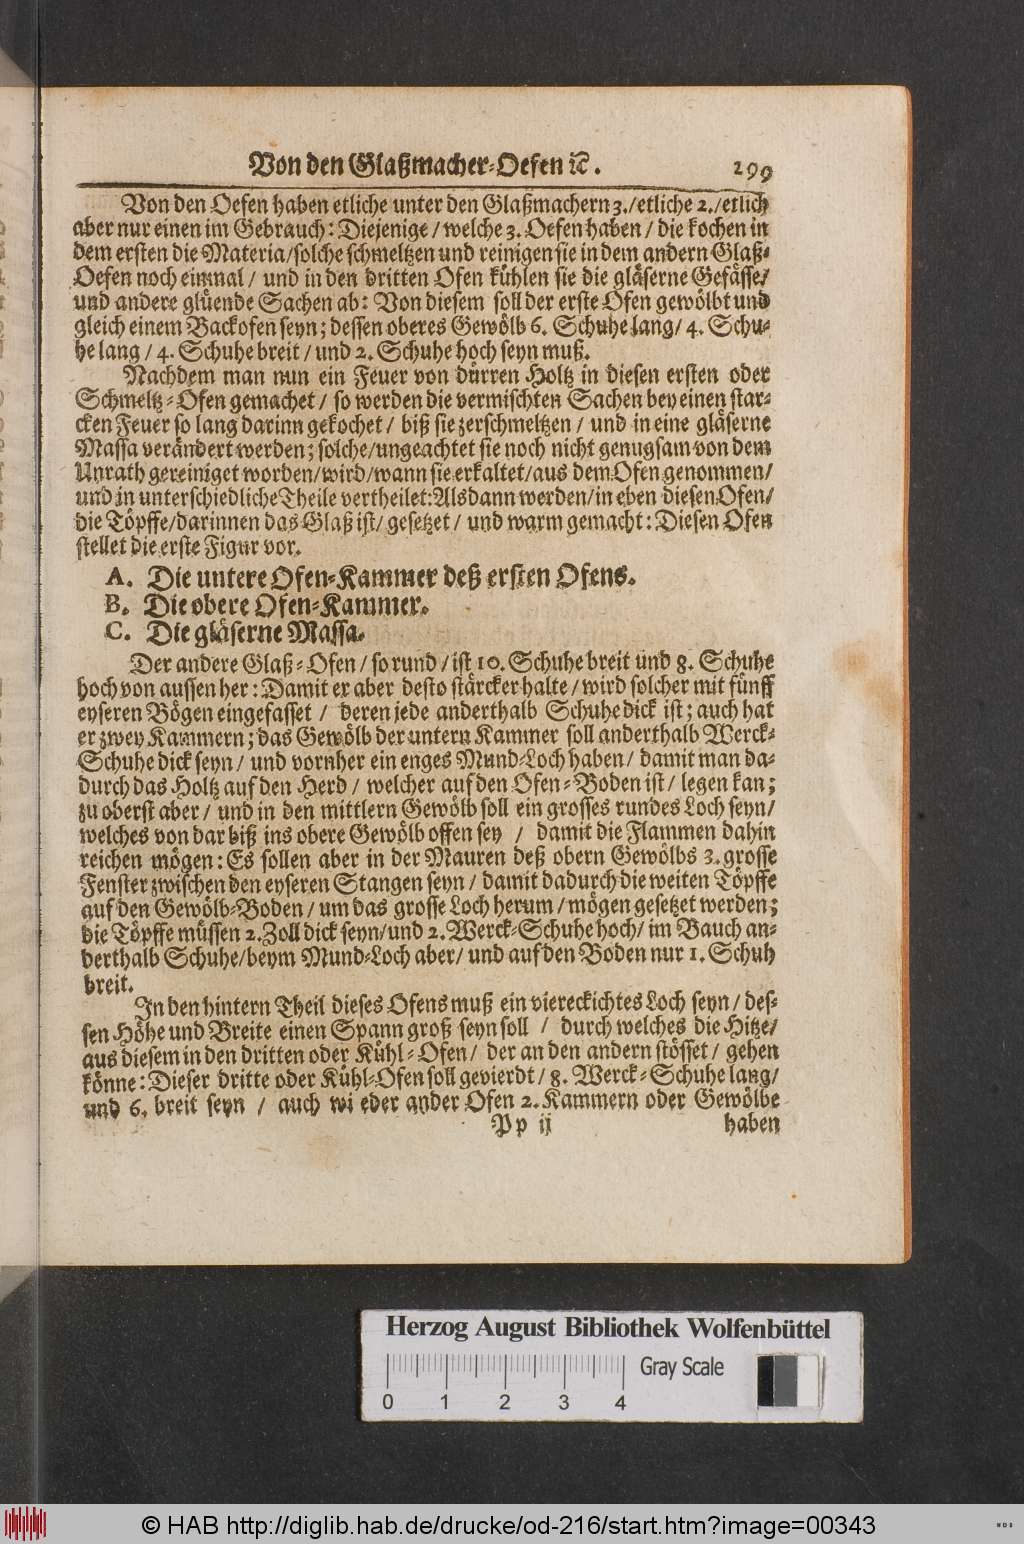 Von den Glaßmacher-Oefen ꝛc. 299
Von den Oefen haben etliche unter den Glaßmachern 3./etliche 2./etlich
aber nur einen im Gebrauch: Diejenige / welche 3. Oefen haben / die kochen in
dem ersten die Materia/solche schmeltzen und reinigen sie in dem andern Glaß-
Oefen noch einmal / und in den dritten Ofen kühlen sie die gläserne Gefässe/
und andere glüende Sachen ab: Von diesem soll der erste Ofen gewölbt und
gleich einem Backofen seyn; dessen oberes Gewölb 6. Schuhe lang/ 4. Schu-
he lang / 4. Schuhe breit / und 2. Schuhe hoch seyn muß.
Nachdem man nun ein Feuer von dürren Holtz in diesen ersten oder
Schmeltz-Ofen gemachet / so werden die vermischten Sachen bey einen star-
cken Feuer so lang darinn gekochet / biß sie zerschmeltzen / und in eine gläserne
Massa verändert werden; solche/ungeachtet sie noch nicht genugsam von dem
Unrath gereiniget worden/wird/wann sie erkaltet/aus dem Ofen genommen/
und in unterschiedliche Theile vertheilet: Alsdann werden/in eben diesen Ofen/
die Töpffe/darinnen das Glaß ist/ gesetzet / und warm gemacht: Diesen Ofen
stellet die erste Figur vor.
A. Die untere Ofen-Kammer deß ersten Ofens.
B. Die obere Ofen-Kammer.
C. Die gläserne Massa.
Der andere Glaß-Ofen / so rund / ist 10. Schuhe breit und 8. Schuhe
hoch von aussen her: Damit er aber desto stärcker halte / wird solcher mit fünff
eyseren Bögen eingefasset / deren jede anderthalb Schuhe dick ist; auch hat
er zwey Kammern; das Gewölb der untern Kammer soll anderthalb Werck-
Schuhe dick seyn / und vornher ein enges Mund-Loch haben/ damit man da-
durch das Holtz auf den Herd / welcher auf den Ofen-Boden ist / legen kan;
zu oberst aber / und in den mittlern Gewölb soll ein grosses rundes Loch seyn/
welches von dar biß ins obere Gewölb offen sey / damit die Flammen dahin
reichen mögen: Es sollen aber in der Mauren deß obern Gewölbs 3. grosse
Fenster zwischen den eyseren Stangen seyn / damit dadurch die weiten Töpffe
auf den Gewölb-Boden / um das grosse Loch herum / mögen gesetzet werden;
die Töpffe müssen 2. Zoll dick seyn/und 2. Werck-Schuhe hoch/ im Bauch an-
derthalb Schuhe/beym Mund-Loch aber/ und auf den Boden nur 1. Schuh
breit.
In den hintern Theil dieses Ofens muß ein viereckichtes Loch seyn / des-
sen Höhe und Breite einen Spann groß seyn soll / durch welches die Hitze/
aus diesem in den dritten oder Kühl-Ofen/ der an den andern stösset / gehen
könne: Dieser dritte oder Kühl-Ofen soll gevierdt / 8. Werck-Schuhe lang/
und 6. breit seyn / auch wi eder ander Ofen 2. Kammern oder Gewölbe
Pp ij haben
Herzog August Bibliothek Wolfenbüttel
Gray Scale
0 1 2 3 4
© HAB http://diglib.hab.de/drucke/od-216/start.htm?image=00343